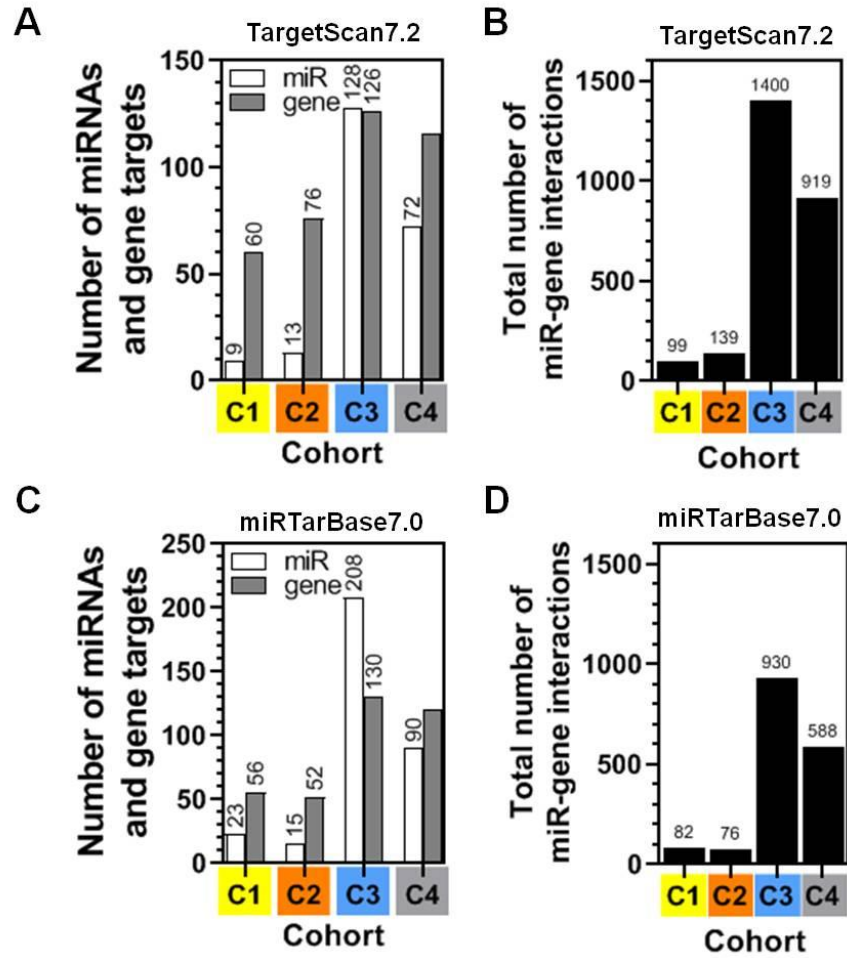 A
TargetScan7.2
Number of miRNAs
and gene targets
150
100
50
0
miR
gene
9
60
13
76
128
126
72
C1
C2
C3
C4
Cohort
B
TargetScan7.2
Total number of
miR-gene interactions
1500
1000
500
0
99
139
1400
919
C1
C2
C3
C4
Cohort
C
miRTarBase7.0
Number of miRNAs
and gene targets
250
200
150
100
50
0
miR
gene
23
56
15
52
208
130
90
C1
C2
C3
C4
Cohort
D
miRTarBase7.0
Total number of
miR-gene interactions
1500
1000
500
0
82
76
930
588
C1
C2
C3
C4
Cohort